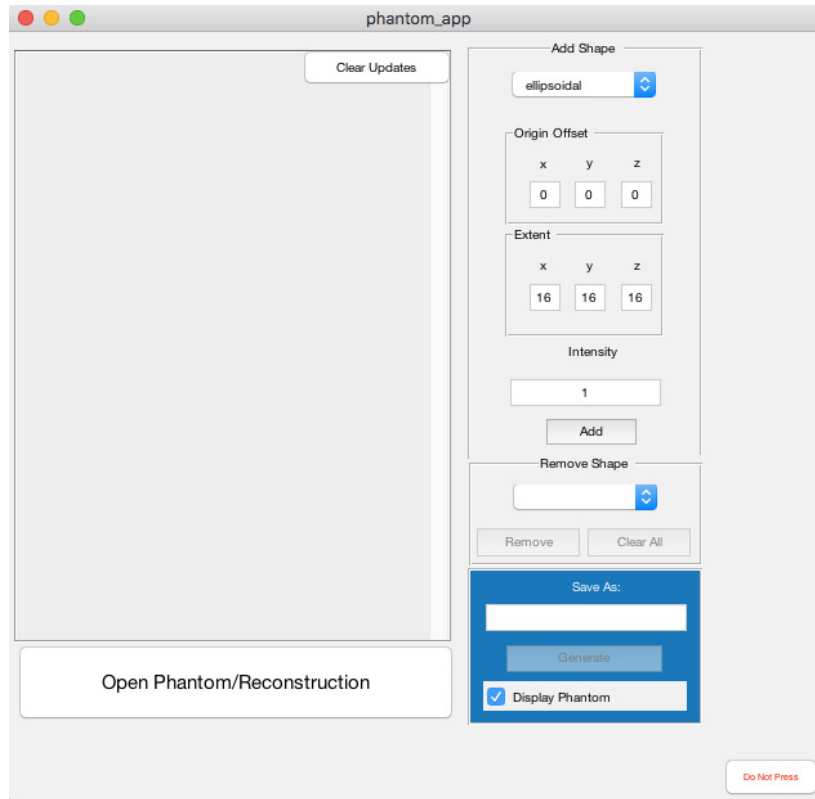 phantom_app
Clear Updates
Add Shape
ellipsoidal
Origin Offset
x y z
0 0 0
Extent
x y z
16 16 16
Intensity
1
Add
Remove Shape
Remove Clear All
Save As:
Generate
Display Phantom
Open Phantom/Reconstruction
Do Not Press